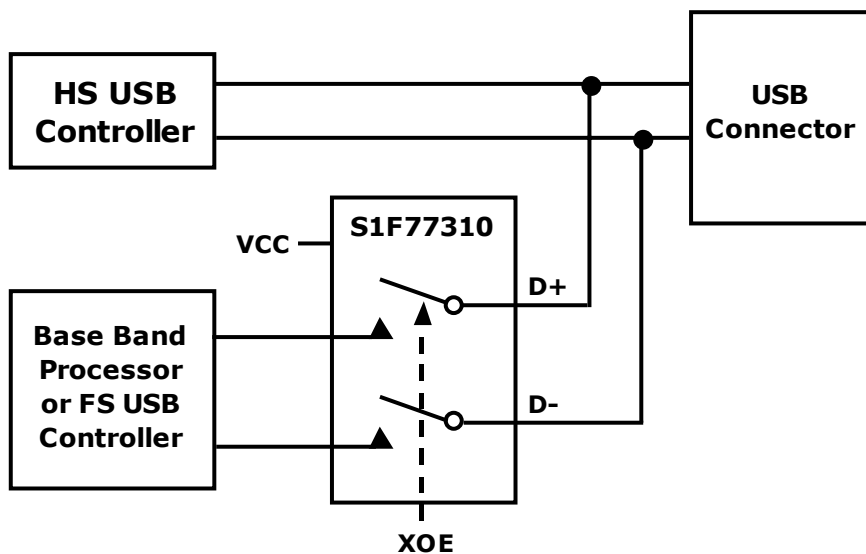 HS USB
Controller
USB
Connector
S1F77310
VCC
D+
Base Band
Processor
or FS USB
Controller
D-
XOE